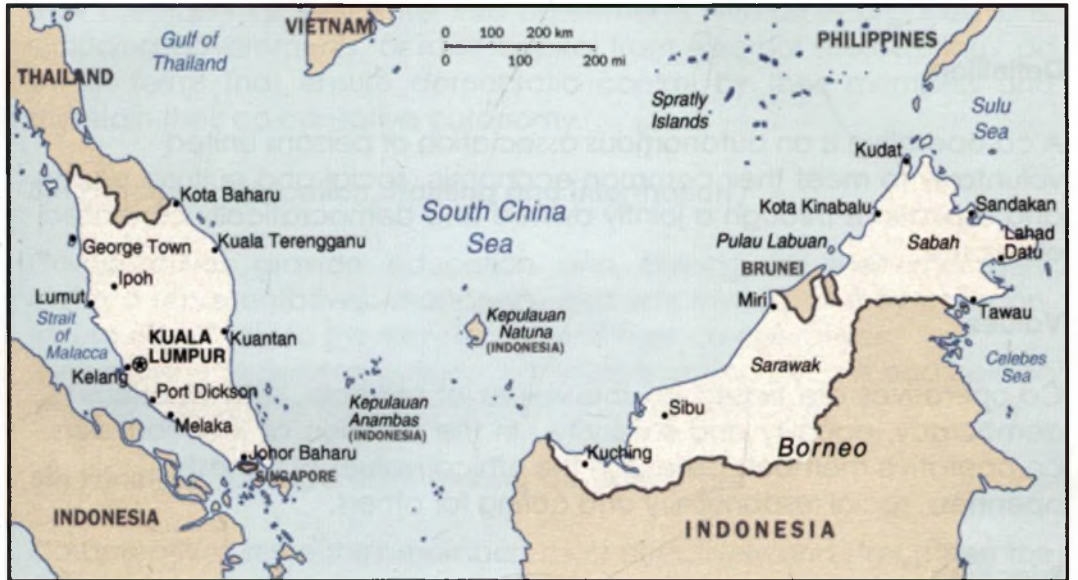 VIETNAM
Gulf of
Thailand
THAILAND
0 100 200 km
0 100 200 mi
PHILIPPINES
Spratly
Islands
Sulu
Sea
Kudat
Kota Baharu
George Town
Kuala Terengganu
Ipoh
Lumut
Strait
of
Malacca
KUALA
LUMPUR
Kuantan
Kelang
Port Dickson
Melaka
Johor Baharu
SINGAPORE
INDONESIA
South China
Sea
Kepulauan
Natuna
(INDONESIA)
Kepulauan
Anambas
(INDONESIA)
Kota Kinabalu
Sandakan
Pulau Labuan
Sabah
Lahad
Datu
BRUNEI
Miri
Tawau
Sarawak
Celebes
Sea
Sibu
Kuching
Borneo
INDONESIA